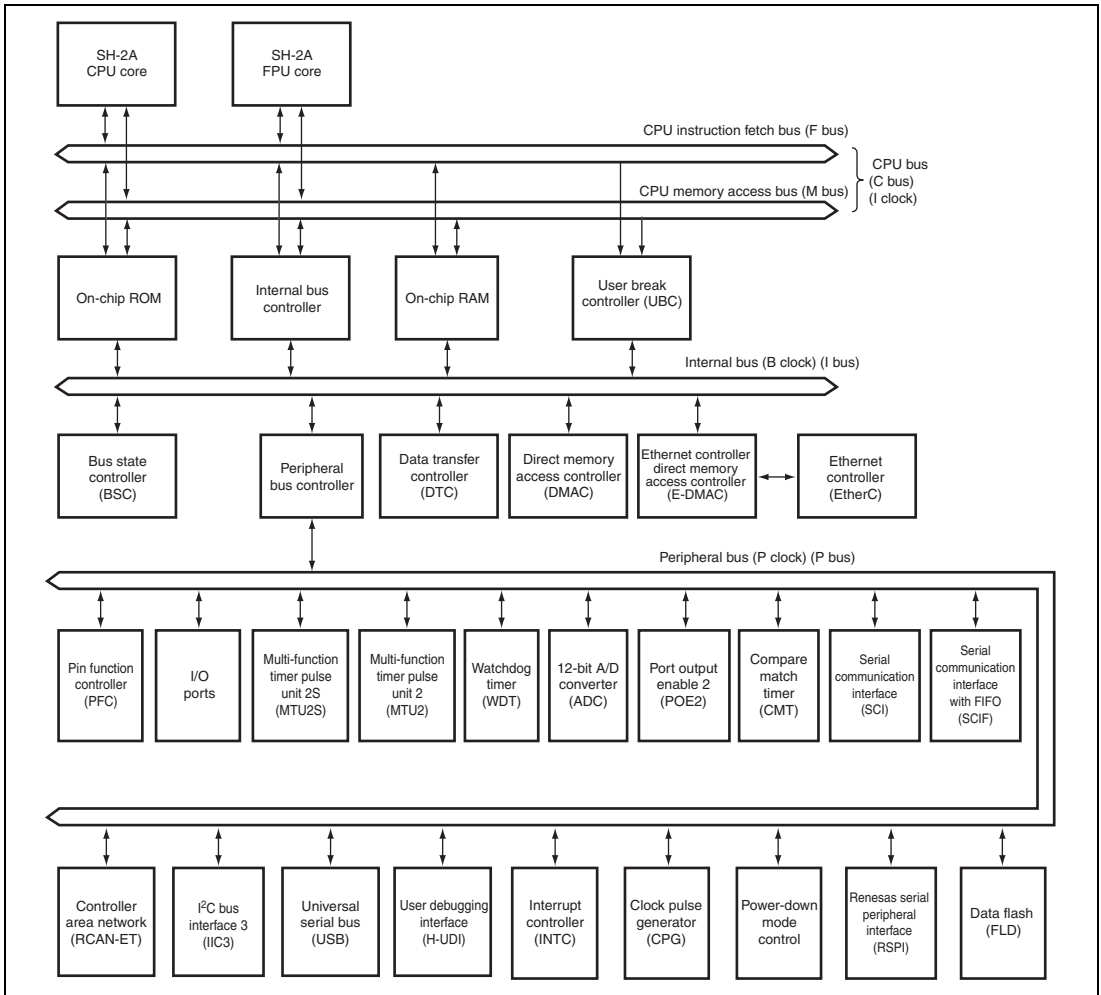 SH-2A
CPU core
SH-2A
FPU core
CPU instruction fetch bus (F bus)
CPU memory access bus (M bus)
CPU bus
(C bus)
(I clock)
On-chip ROM
Internal bus
controller
On-chip RAM
User break
controller (UBC)
Internal bus (B clock) (I bus)
Bus state
controller
(BSC)
Peripheral
bus controller
Data transfer
controller
(DTC)
Direct memory
access controller
(DMAC)
Ethernet controller
direct memory
access controller
(E-DMAC)
Ethernet
controller
(EtherC)
Peripheral bus (P clock) (P bus)
Pin function
controller
(PFC)
I/O
ports
Multi-function
timer pulse
unit 2S
(MTU2S)
Multi-function
timer pulse
unit 2
(MTU2)
Watchdog
timer
(WDT)
12-bit A/D
converter
(ADC)
Port output
enable 2
(POE2)
Compare
match
timer
(CMT)
Serial
communication
interface
(SCI)
Serial
communication
interface
with FIFO
(SCIF)
Controller
area network
(RCAN-ET)
I²C bus
interface 3
(IIC3)
Universal
serial bus
(USB)
User debugging
interface
(H-UDI)
Interrupt
controller
(INTC)
Clock pulse
generator
(CPG)
Power-down
mode
control
Renesas serial
peripheral
interface
(RSPI)
Data flash
(FLD)